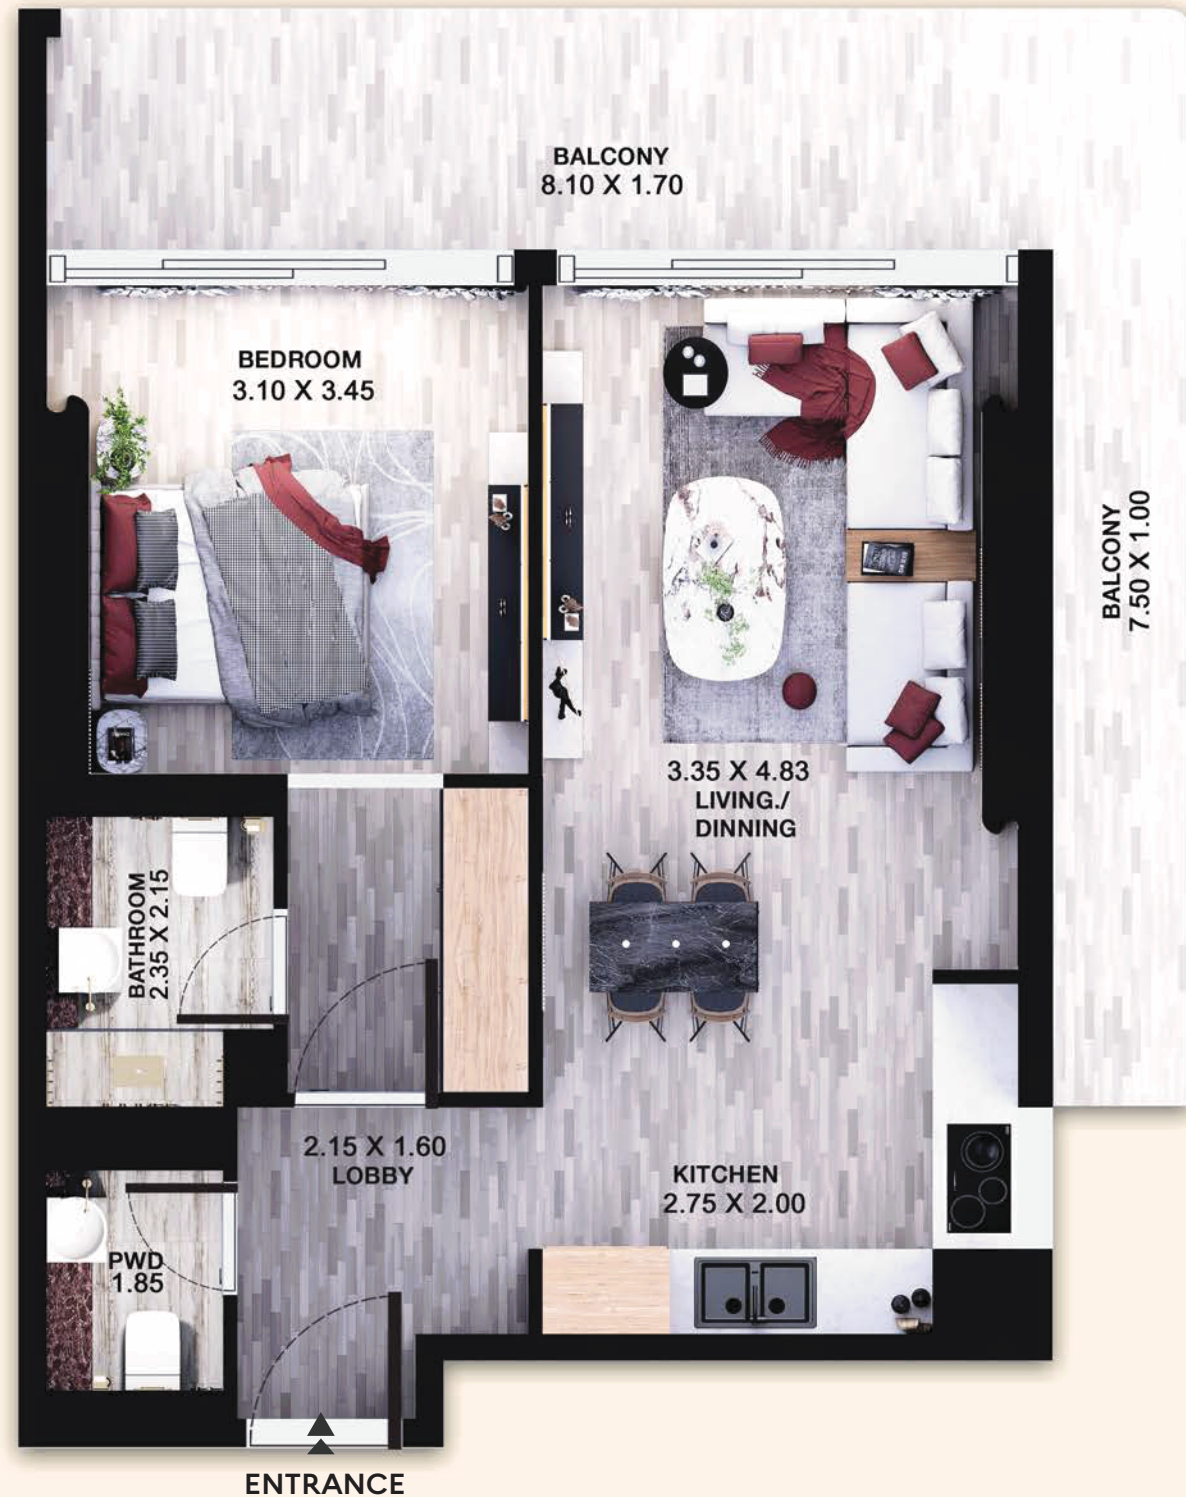 BALCONY
8.10 X 1.70
BEDROOM
3.10 X 3.45
BALCONY
7.50 X 1.00
3.35 X 4.83
LIVING./
DINNING
BATHROOM
2.35 X 2.15
2.15 X 1.60
LOBBY
KITCHEN
2.75 X 2.00
PWD
1.85
ENTRANCE